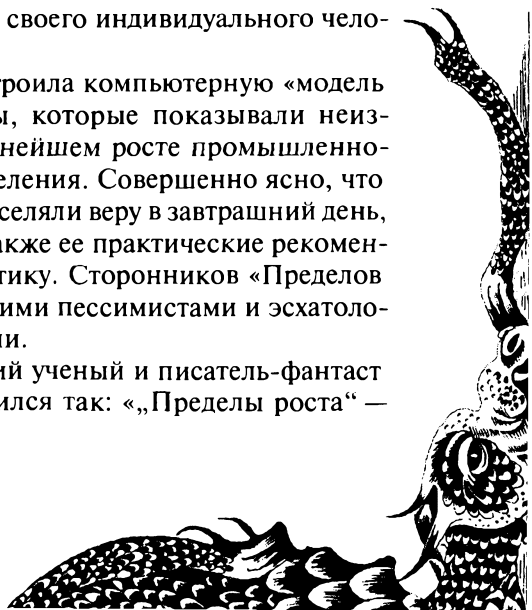 своего индивидуального чело-
троила компьютерную «модель
ы, которые показывали неиз-
нейшем росте промышленно-
еления. Совершенно ясно, что
селяли веру в завтрашний день,
акже ее практические рекомен-
тику. Сторонников «Пределов
ими пессимистами и эсхатоло-
и.
ий ученый и писатель-фантаст
ился так: «„Пределы роста“ —